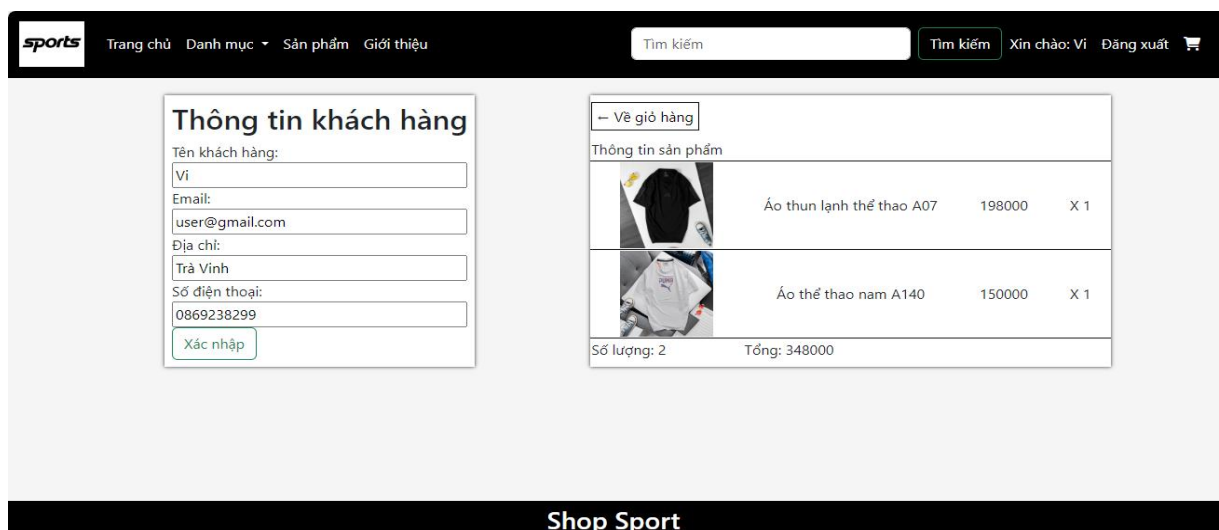 sports Trang chủ Danh mục Sản phẩm Giới thiệu Tìm kiếm Tìm kiếm Xin chào: Vi Đăng xuất
Thông tin khách hàng
Tên khách hàng:
Vi
Email:
user@gmail.com
Địa chỉ:
Trà Vinh
Số điện thoại:
0869238299
Xác nhập
← Về giỏ hàng
Thông tin sản phẩm
Áo thun lạnh thể thao A07 198000 X 1
Áo thể thao nam A140 150000 X 1
Số lượng: 2 Tổng: 348000
Shop Sport